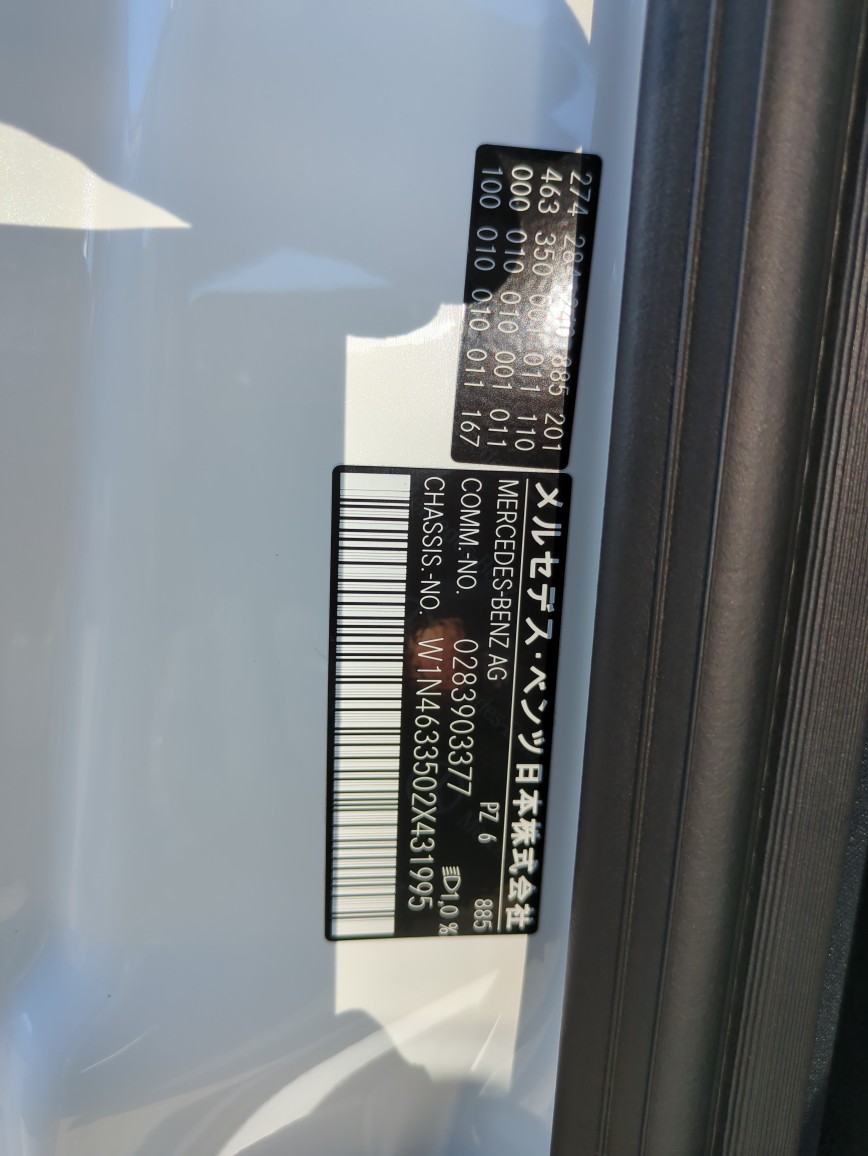 274 284 885 201
463 350 001 011 110
000 010 010 001 011
100 010 010 011 167
メルセデス・ベンツ日本株式会社
MERCEDES-BENZ AG PZ 6 885
COMM.-NO. 0283903377 1,0 %
CHASSIS.-NO. W1N4633502X431995